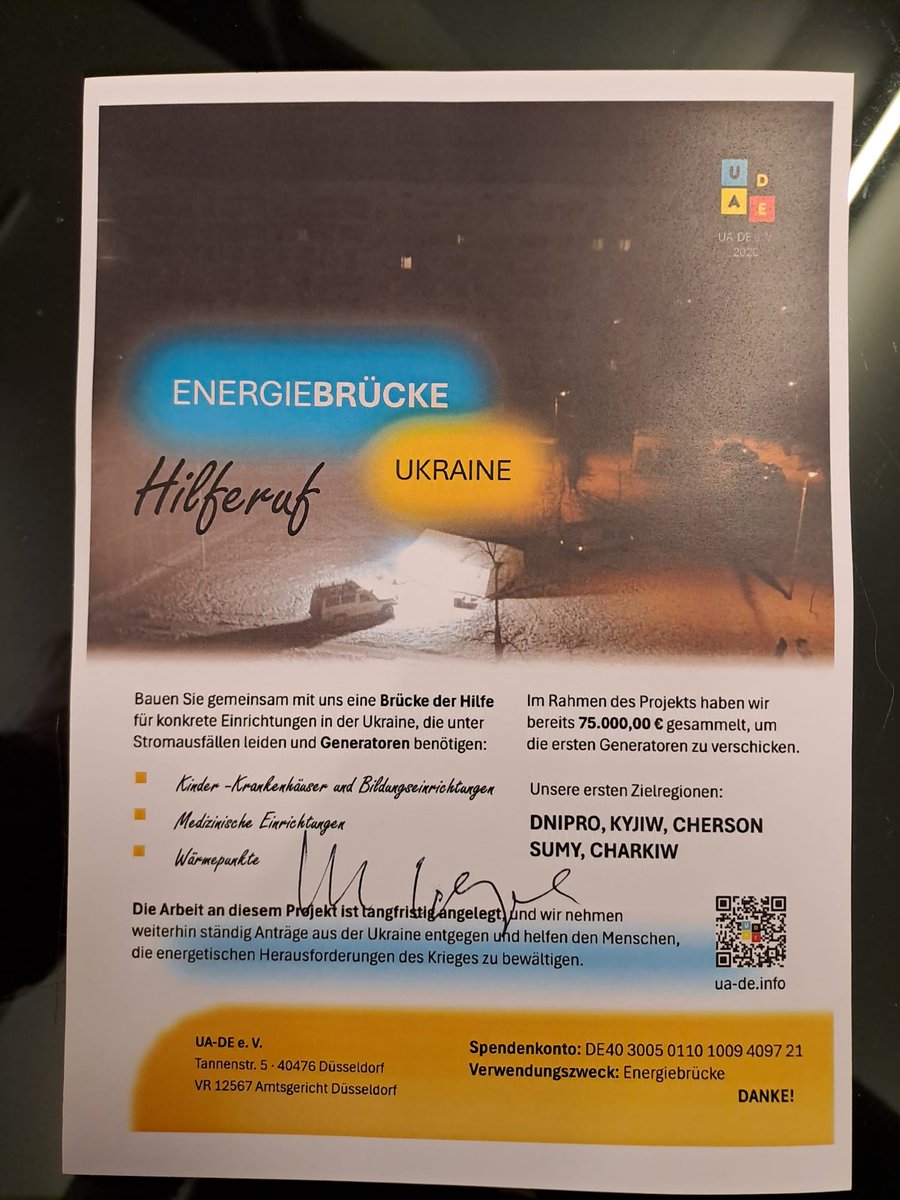 U D
A E
UA-DE e. V.
ENERGIEBRÜCKE
UKRAINE
Hilferuf
Bauen Sie gemeinsam mit uns eine Brücke der Hilfe
für konkrete Einrichtungen in der Ukraine, die unter
Stromausfällen leiden und Generatoren benötigen:
Kinder -Krankenhäuser und Bildungseinrichtungen
Medizinische Einrichtungen
Wärmepunkte
Im Rahmen des Projekts haben wir
bereits 75.000,00 € gesammelt, um
die ersten Generatoren zu verschicken.
Unsere ersten Zielregionen:
DNIPRO, KYJIW, CHERSON
SUMY, CHARKIW
Die Arbeit an diesem Projekt ist langfristig angelegt, und wir nehmen
weiterhin ständig Anträge aus der Ukraine entgegen und helfen den Menschen,
die energetischen Herausforderungen des Krieges zu bewältigen.
ua-de.info
UA-DE e. V.
Tannenstr. 5 · 40476 Düsseldorf
VR 12567 Amtsgericht Düsseldorf
Spendenkonto: DE40 3005 0110 1009 4097 21
Verwendungszweck: Energiebrücke
DANKE!